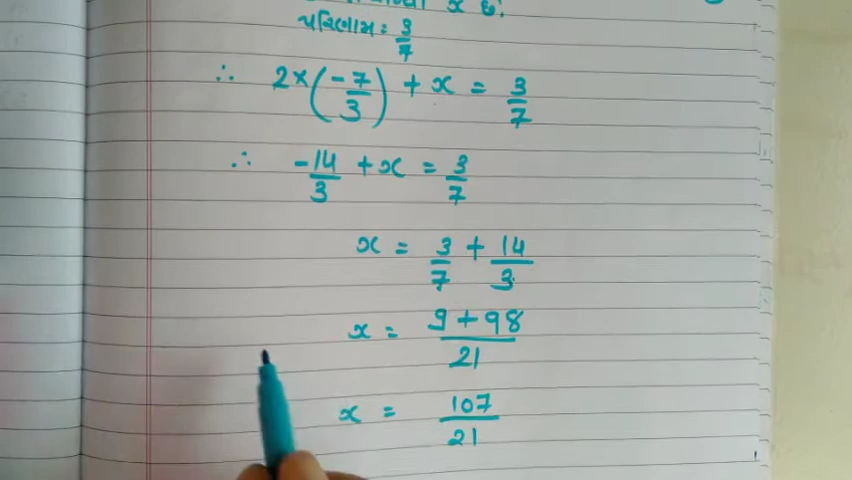 x છે.
પરિણામ = 3/7
∴ 2 × (-7/3) + x = 3/7
∴ -14/3 + x = 3/7
x = 3/7 + 14/3
x = 9 + 98/21
x = 107/21